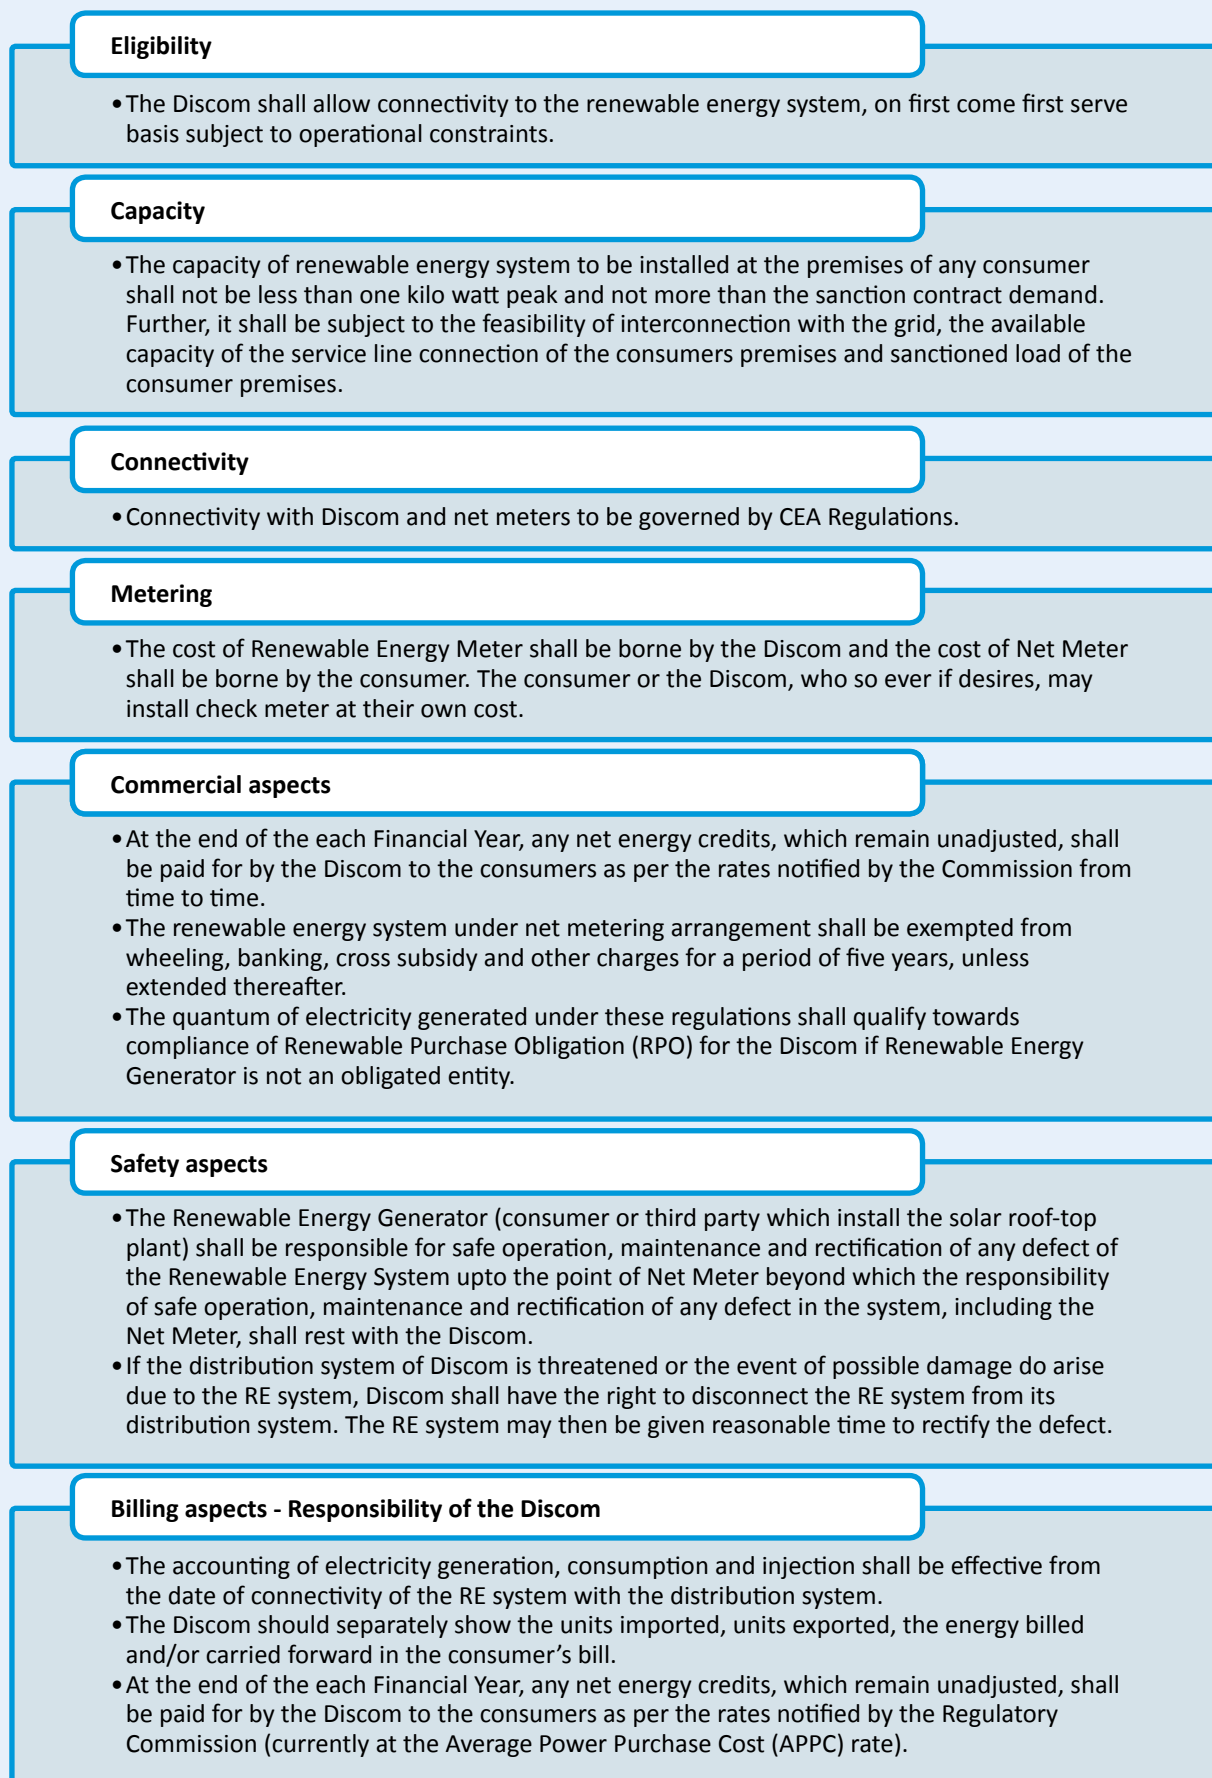 Eligibility
•The Discom shall allow connectivity to the renewable energy system, on first come first serve
basis subject to operational constraints.
Capacity
•The capacity of renewable energy system to be installed at the premises of any consumer
shall not be less than one kilo watt peak and not more than the sanction contract demand.
Further, it shall be subject to the feasibility of interconnection with the grid, the available
capacity of the service line connection of the consumers premises and sanctioned load of the
consumer premises.
Connectivity
•Connectivity with Discom and net meters to be governed by CEA Regulations.
Metering
•The cost of Renewable Energy Meter shall be borne by the Discom and the cost of Net Meter
shall be borne by the consumer. The consumer or the Discom, who so ever if desires, may
install check meter at their own cost.
Commercial aspects
•At the end of the each Financial Year, any net energy credits, which remain unadjusted, shall
be paid for by the Discom to the consumers as per the rates notified by the Commission from
time to time.
•The renewable energy system under net metering arrangement shall be exempted from
wheeling, banking, cross subsidy and other charges for a period of five years, unless
extended thereafter.
•The quantum of electricity generated under these regulations shall qualify towards
compliance of Renewable Purchase Obligation (RPO) for the Discom if Renewable Energy
Generator is not an obligated entity.
Safety aspects
•The Renewable Energy Generator (consumer or third party which install the solar roof-top
plant) shall be responsible for safe operation, maintenance and rectification of any defect of
the Renewable Energy System upto the point of Net Meter beyond which the responsibility
of safe operation, maintenance and rectification of any defect in the system, including the
Net Meter, shall rest with the Discom.
•If the distribution system of Discom is threatened or the event of possible damage do arise
due to the RE system, Discom shall have the right to disconnect the RE system from its
distribution system. The RE system may then be given reasonable time to rectify the defect.
Billing aspects - Responsibility of the Discom
•The accounting of electricity generation, consumption and injection shall be effective from
the date of connectivity of the RE system with the distribution system.
•The Discom should separately show the units imported, units exported, the energy billed
and/or carried forward in the consumer’s bill.
•At the end of the each Financial Year, any net energy credits, which remain unadjusted, shall
be paid for by the Discom to the consumers as per the rates notified by the Regulatory
Commission (currently at the Average Power Purchase Cost (APPC) rate).